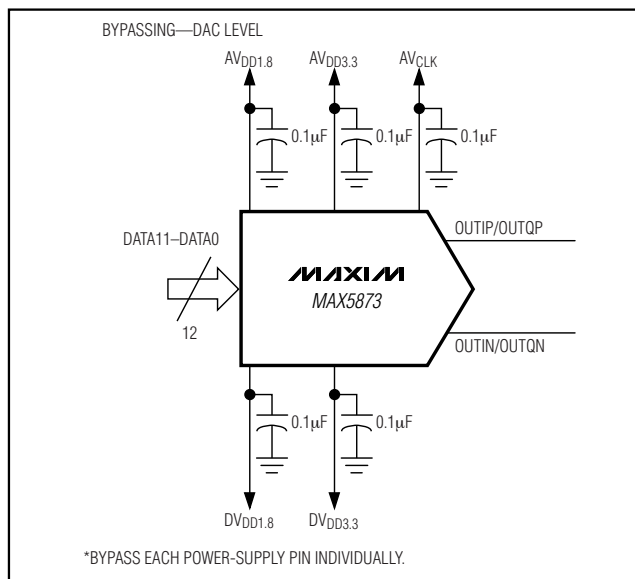 BYPASSING—DAC LEVEL
AVDD1.8 AVDD3.3 AVCLK
0.1µF 0.1µF 0.1µF
OUTIP/OUTQP
DATA11–DATA0
MAXIM
MAX5873
12
OUTIN/OUTQN
0.1µF 0.1µF
DVDD1.8 DVDD3.3
*BYPASS EACH POWER-SUPPLY PIN INDIVIDUALLY.